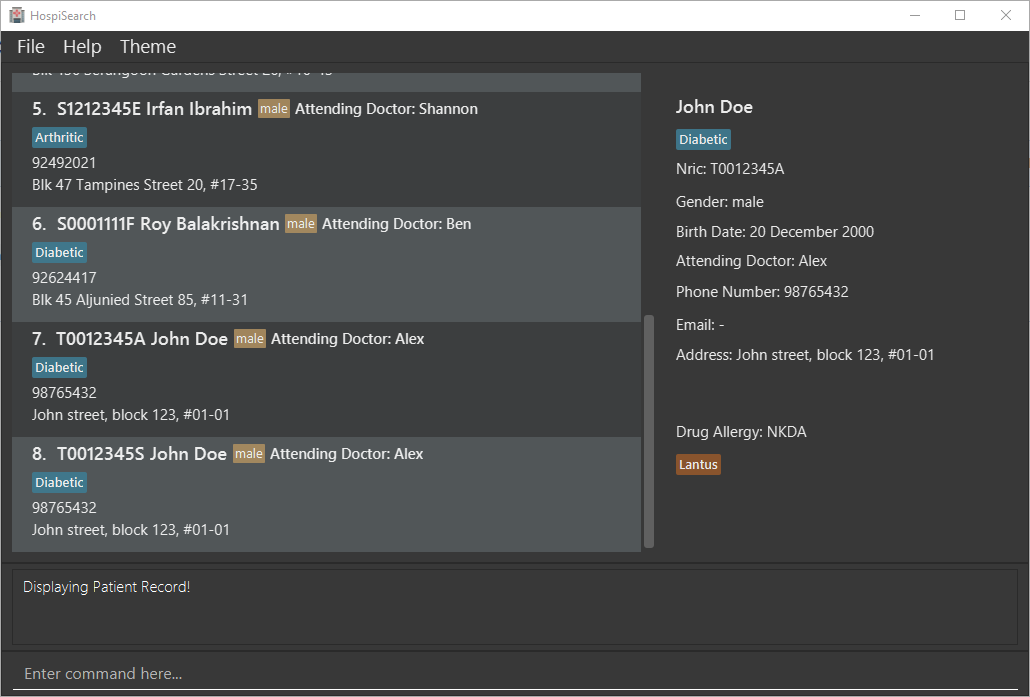 HospiSearch
File Help Theme
5. S1212345E Irfan Ibrahim male Attending Doctor: Shannon
Arthritic
92492021
Blk 47 Tampines Street 20, #17-35
6. S0001111F Roy Balakrishnan male Attending Doctor: Ben
Diabetic
92624417
Blk 45 Aljunied Street 85, #11-31
7. T0012345A John Doe male Attending Doctor: Alex
Diabetic
98765432
John street, block 123, #01-01
8. T0012345S John Doe male Attending Doctor: Alex
Diabetic
98765432
John street, block 123, #01-01
John Doe
Diabetic
Nric: T0012345A
Gender: male
Birth Date: 20 December 2000
Attending Doctor: Alex
Phone Number: 98765432
Email: -
Address: John street, block 123, #01-01
Drug Allergy: NKDA
Lantus
Displaying Patient Record!
Enter command here...